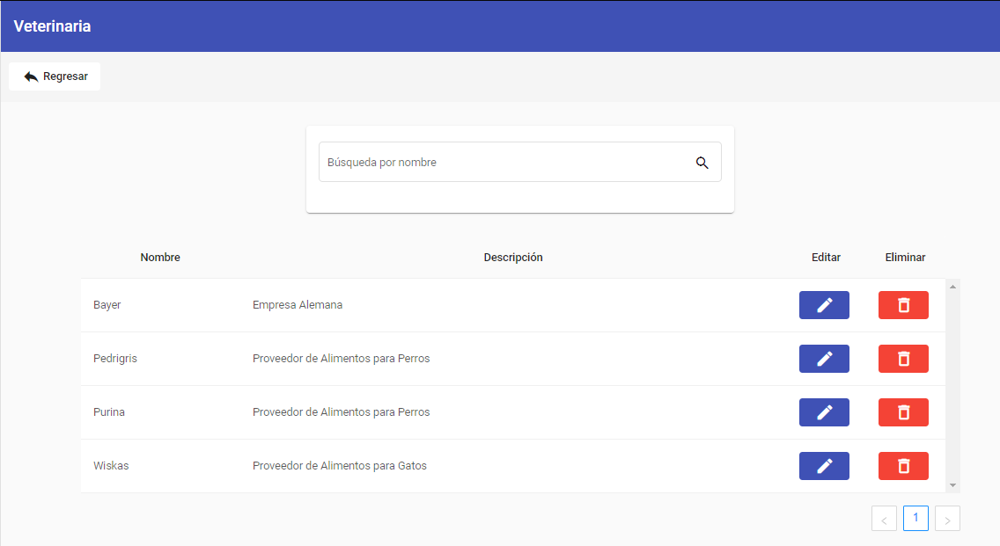 Veterinaria
Regresar
Búsqueda por nombre
Nombre Descripción Editar Eliminar
Bayer Empresa Alemana
Pedrigris Proveedor de Alimentos para Perros
Purina Proveedor de Alimentos para Perros
Wiskas Proveedor de Alimentos para Gatos
< 1 >